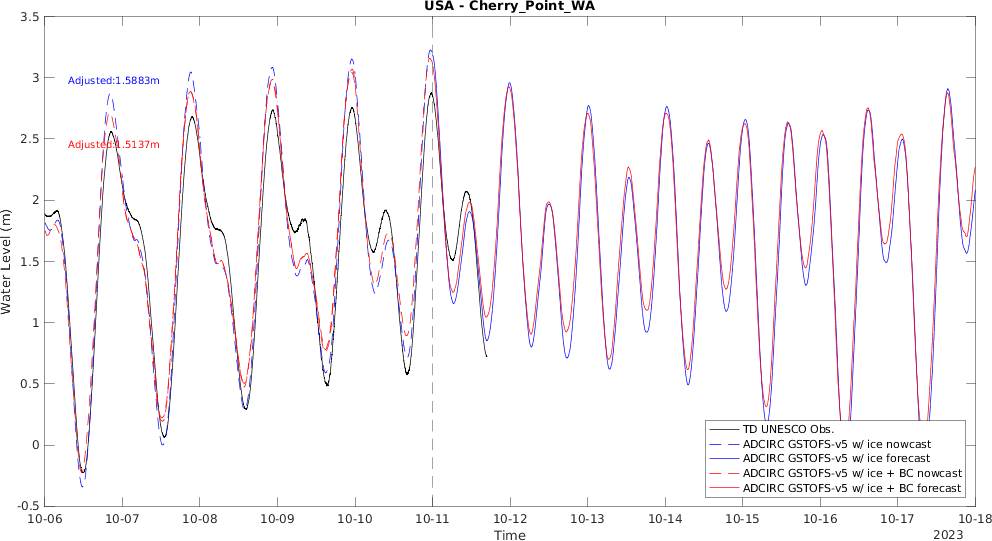 USA - Cherry_Point_WA
3.5
3
2.5
2
1.5
1
0.5
0
-0.5
Water Level (m)
Adjusted:1.5883m
Adjusted:1.5137m
TD UNESCO Obs.
ADCIRC GSTOFS-v5 w/ ice nowcast
ADCIRC GSTOFS-v5 w/ ice forecast
ADCIRC GSTOFS-v5 w/ ice + BC nowcast
ADCIRC GSTOFS-v5 w/ ice + BC forecast
10-06 10-07 10-08 10-09 10-10 10-11 10-12 10-13 10-14 10-15 10-16 10-17 10-18
Time
2023